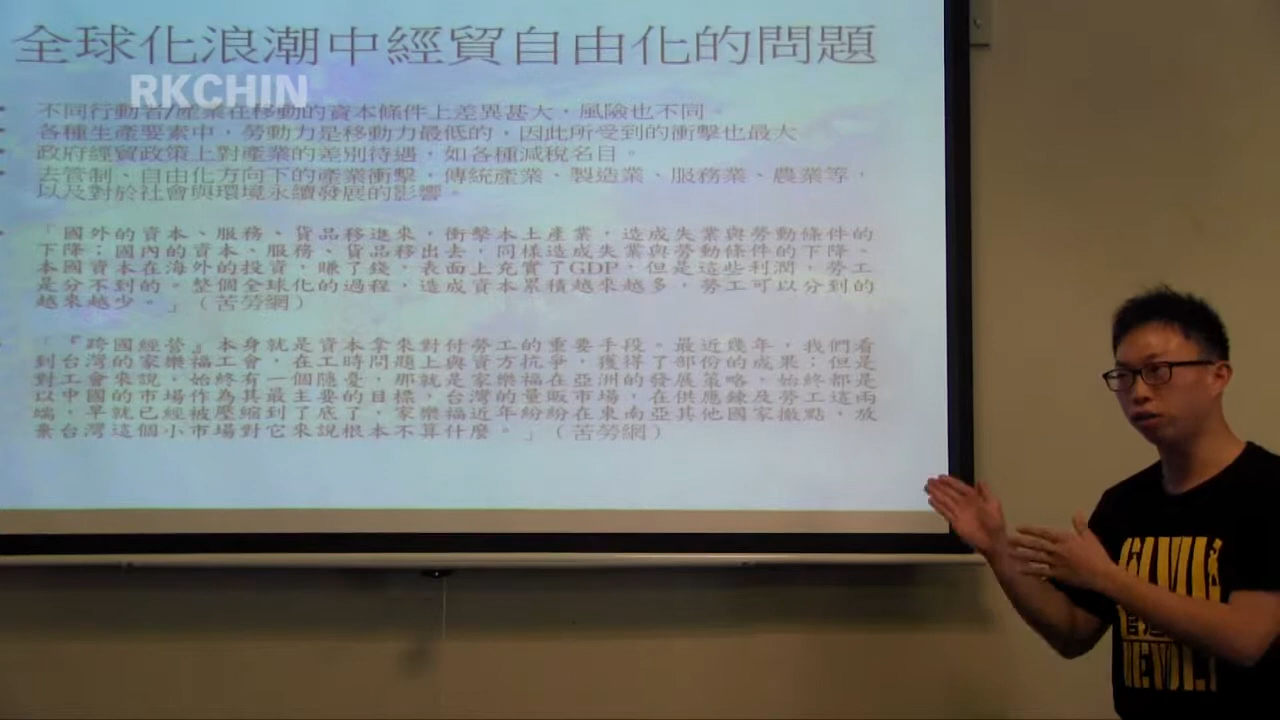 全球化浪潮中經貿自由化的問題
RKCHIN
不同行動者/產業在移動的資本條件上差異甚大，風險也不同。
各種生產要素中，勞動力是移動力最低的，因此所受到的衝擊也最大
政府經貿政策上對產業的差別待遇，如各種減稅名目。
去管制、自由化方向下的產業衝擊，傳統產業、製造業、服務業、農業等，
以及對於社會與環境永續發展的影響。
「國外的資本、服務、貨品移進來，衝擊本土產業，造成失業與勞動條件的
下降；國內的資本、服務、貨品移出去，同樣造成失業與勞動條件的下降。
本國資本在海外的投資，賺了錢，表面上充實了GDP，但是這些利潤，勞工
是分不到的。整個全球化的過程，造成資本累積越來越多，勞工可以分到的
越來越少。」（苦勞網）
「『跨國經營』本身就是資本拿來對付勞工的重要手段。最近幾年，我們看
到台灣的家樂福工會，在工時問題上與資方抗爭，獲得了部份的成果；但是
對工會來說，始終有一個隱憂，那就是家樂福在亞洲的發展策略，始終都是
以中國的市場作為其最主要的目標，台灣的量販市場，在供應鍊及勞工這兩
端，早就已經被壓縮到了底了，家樂福近年紛紛在東南亞其他國家撤點，放
棄台灣這個小市場對它來說根本不算什麼。」（苦勞網）
REVOLT